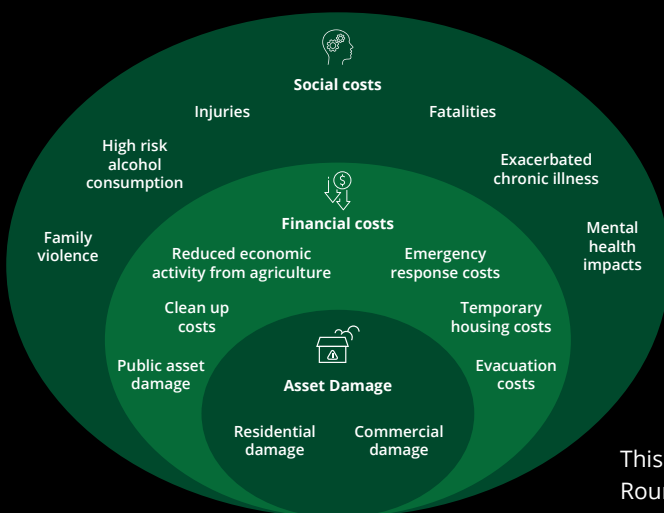 Social costs
Injuries
Fatalities
High risk
alcohol
consumption
Exacerbated
chronic illness
Family
violence
Mental
health
impacts
Financial costs
Reduced economic
activity from agriculture
Emergency
response costs
Clean up
costs
Temporary
housing costs
Public asset
damage
Evacuation
costs
$
Asset Damage
Residential
damage
Commercial
damage
This